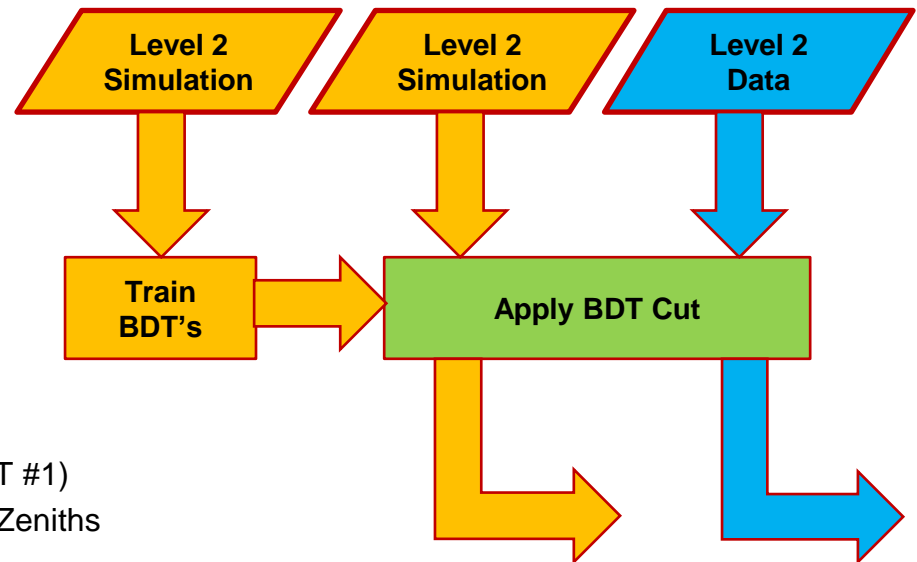 Level 2
Simulation
Level 2
Simulation
Level 2
Data
Train
BDT's
Apply BDT Cut
T #1)
Zeniths